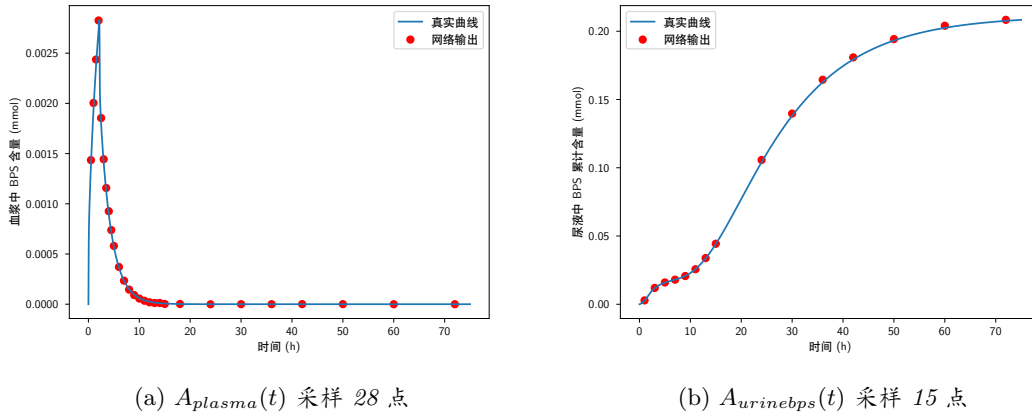 真实曲线
网络输出
0.0025
0.0020
0.0015
0.0010
0.0005
0.0000
血浆中 BPS 含量 (mmol)
0 10 20 30 40 50 60 70
时间 (h)
(a) A_{plasma}(t) 采样 28 点
真实曲线
网络输出
0.20
0.15
0.10
0.05
0.00
尿液中 BPS 累计含量 (mmol)
0 10 20 30 40 50 60 70
时间 (h)
(b) A_{urinebps}(t) 采样 15 点